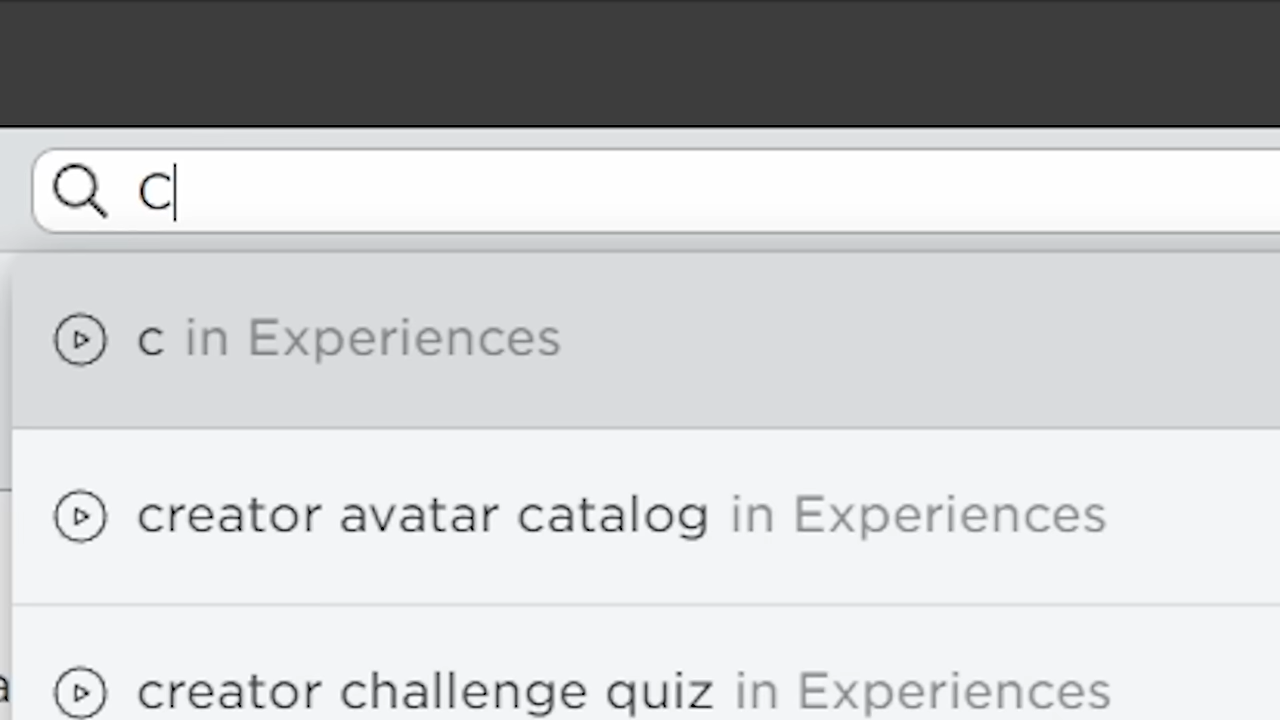 C
c in Experiences
creator avatar catalog in Experiences
creator challenge quiz in Experiences
a